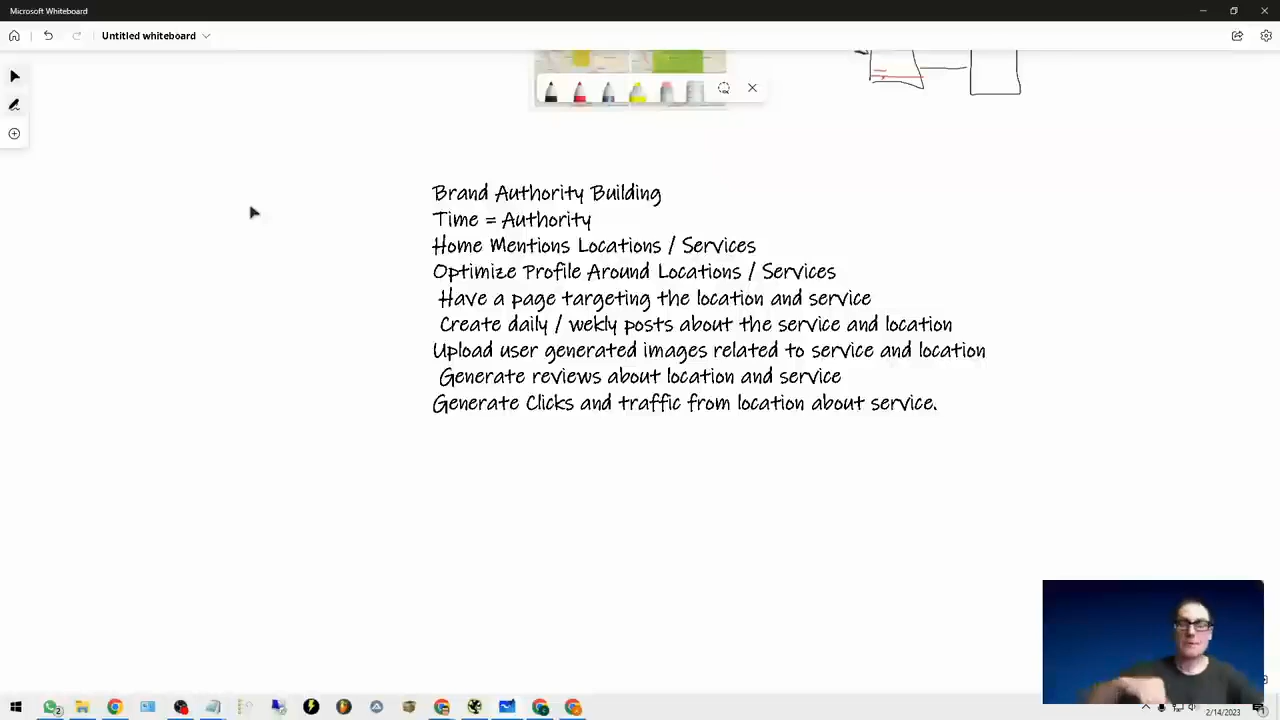 Microsoft Whiteboard
Untitled whiteboard
Brand Authority Building
Time = Authority
Home Mentions Locations / Services
Optimize Profile Around Locations / Services
Have a page targeting the location and service
Create daily / wekly posts about the service and location
Upload user generated images related to service and location
Generate reviews about location and service
Generate Clicks and traffic from location about service.
2/14/2023